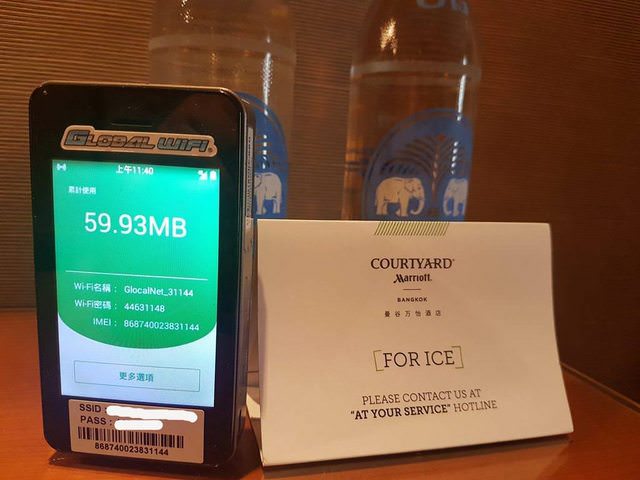 GLOBAL WiFi
上午11:40
累計使用
59.93MB
Wi-Fi名稱： GlocalNet_31144
Wi-Fi密碼： 44631148
IMEI： 868740023831144
更多選項
SSID
PASS :
868740023831144
COURTYARD
Marriott.
BANGKOK
曼谷万怡酒店
[FOR ICE]
PLEASE CONTACT US AT
"AT YOUR SERVICE" HOTLINE